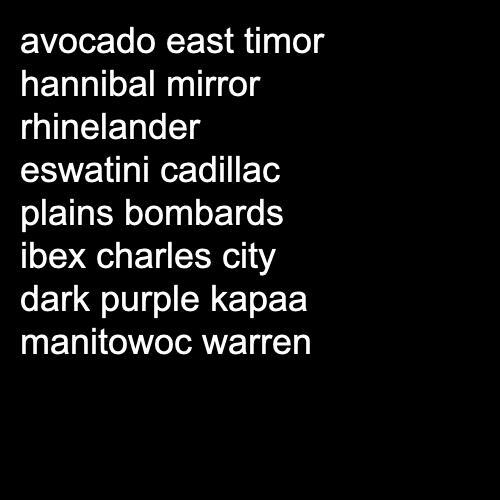 avocado east timor
hannibal mirror
rhinelander
eswatini cadillac
plains bombards
ibex charles city
dark purple kapaa
manitowoc warren